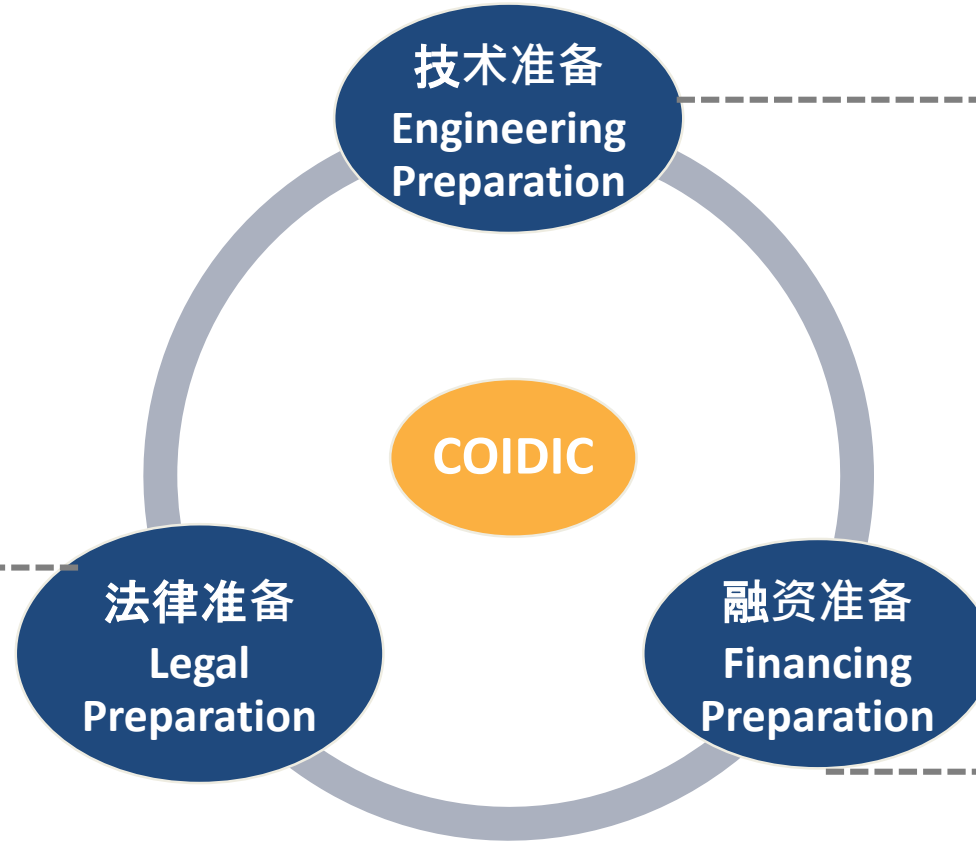 技术准备
Engineering
Preparation
COIDIC
法律准备
Legal
Preparation
融资准备
Financing
Preparation